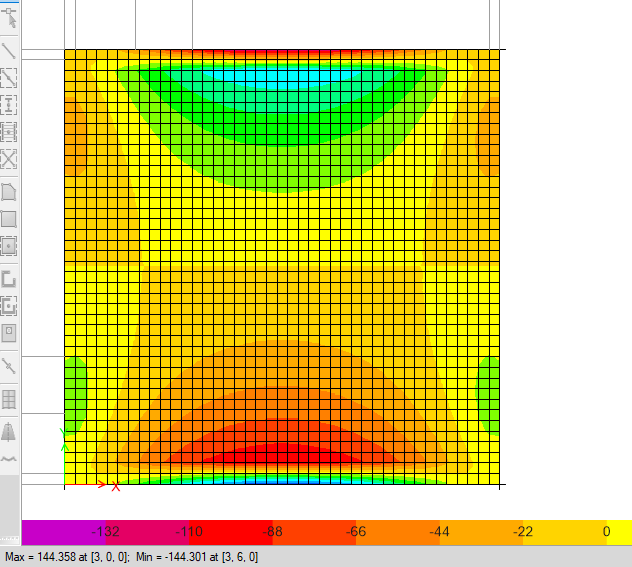 Y
X
-132 -110 -88 -66 -44 -22 0
Max = 144.358 at [3, 0, 0]; Min = -144.301 at [3, 6, 0]